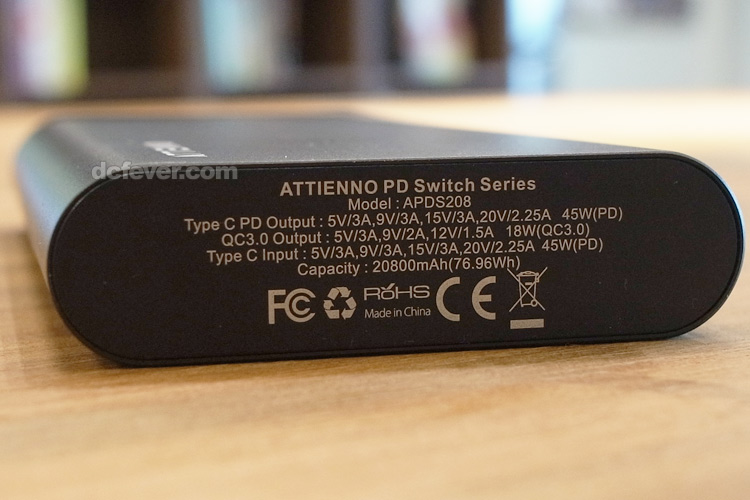 dcfever.com
ATTIENNO PD Switch Series
Model : APDS208
Type C PD Output : 5V/3A,9V/3A,15V/3A,20V/2.25A 45W(PD)
QC3.0 Output : 5V/3A,9V/2A,12V/1.5A 18W(QC3.0)
Type C Input : 5V/3A,9V/3A,15V/3A,20V/2.25A 45W(PD)
Capacity : 20800mAh(76.96Wh)
FC RoHS CE
Made in China